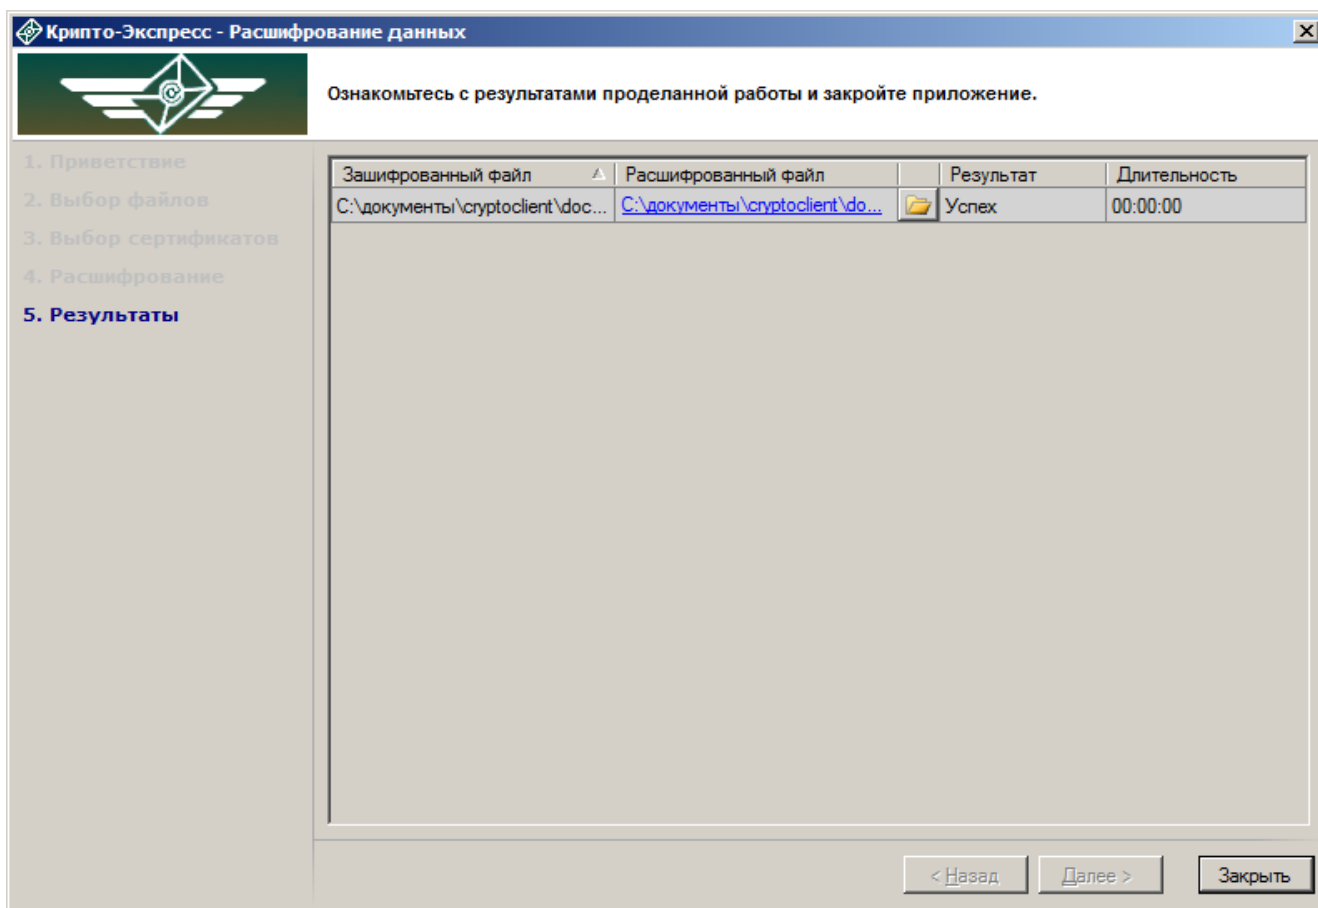 Крипто-Экспресс - Расшифрование данных
Ознакомьтесь с результатами проделанной работы и закройте приложение.
1. Приветствие
2. Выбор файлов
3. Выбор сертификатов
4. Расшифрование
5. Результаты
Зашифрованный файл Расшифрованный файл Результат Длительность
C:\документы\cryptoclient\doc... C:\документы\cryptoclient\do... Успех 00:00:00
< Назад Далее > Закрыть